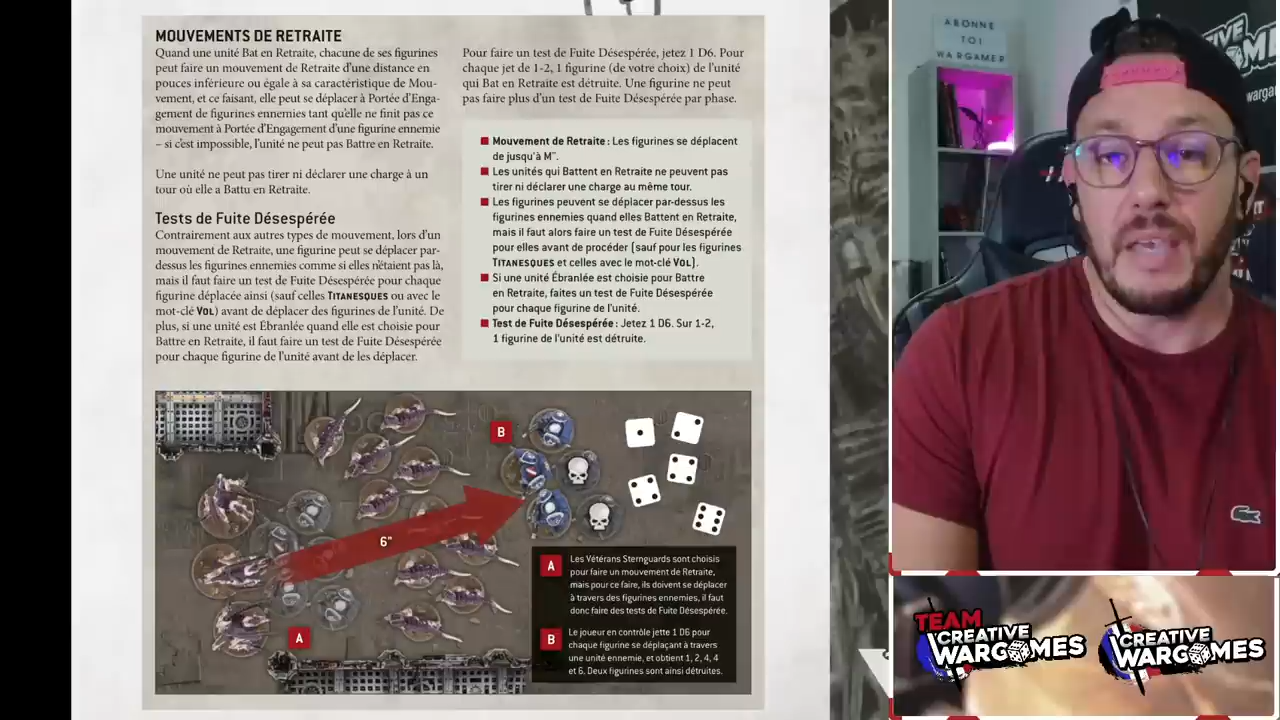 MOUVEMENTS DE RETRAITE
Quand une unité Bat en Retraite, chacune de ses figurines
peut faire un mouvement de Retraite d'une distance en
pouces inférieure ou égale à sa caractéristique de Mou-
vement, et ce faisant, elle peut se déplacer à Portée d'Enga-
gement de figurines ennemies tant qu'elle ne finit pas ce
mouvement à Portée d'Engagement d'une figurine ennemie
– si c'est impossible, l'unité ne peut pas Battre en Retraite.
Une unité ne peut pas tirer ni déclarer une charge à un
tour où elle a Battu en Retraite.
Tests de Fuite Désespérée
Contrairement aux autres types de mouvement, lors d'un
mouvement de Retraite, une figurine peut se déplacer par-
dessus les figurines ennemies comme si elles n'étaient pas là,
mais il faut faire un test de Fuite Désespérée pour chaque
figurine déplacée ainsi (sauf celles TITANESQUES ou avec le
mot-clé VOL) avant de déplacer des figurines de l'unité. De
plus, si une unité est Ébranlée quand elle est choisie pour
Battre en Retraite, il faut faire un test de Fuite Désespérée
pour chaque figurine de l'unité avant de les déplacer.
Pour faire un test de Fuite Désespérée, jetez 1 D6. Pour
chaque jet de 1-2, 1 figurine (de votre choix) de l'unité
qui Bat en Retraite est détruite. Une figurine ne peut
pas faire plus d'un test de Fuite Désespérée par phase.
■ Mouvement de Retraite : Les figurines se déplacent
de jusqu'à M".
■ Les unités qui Battent en Retraite ne peuvent pas
tirer ni déclarer une charge au même tour.
■ Les figurines peuvent se déplacer par-dessus les
figurines ennemies quand elles Battent en Retraite,
mais il faut alors faire un test de Fuite Désespérée
pour elles avant de procéder (sauf pour les figurines
TITANESQUES et celles avec le mot-clé VOL).
■ Si une unité Ébranlée est choisie pour Battre
en Retraite, faites un test de Fuite Désespérée
pour chaque figurine de l'unité.
■ Test de Fuite Désespérée : Jetez 1 D6. Sur 1-2,
1 figurine de l'unité est détruite.
B
6"
A
A
Les Vétérans Sternguards sont choisis
pour faire un mouvement de Retraite,
mais pour ce faire, ils doivent se déplacer
à travers des figurines ennemies, il faut
donc faire des tests de Fuite Désespérée.
B
Le joueur en contrôle jette 1 D6 pour
chaque figurine se déplaçant à travers
une unité ennemie, et obtient 1, 2, 4, 4
et 6. Deux figurines sont ainsi détruites.
ABONNE
TOI
WARGAMER
TEAM
CREATIVE
WARGAMES
CREATIVE
WARGAMES